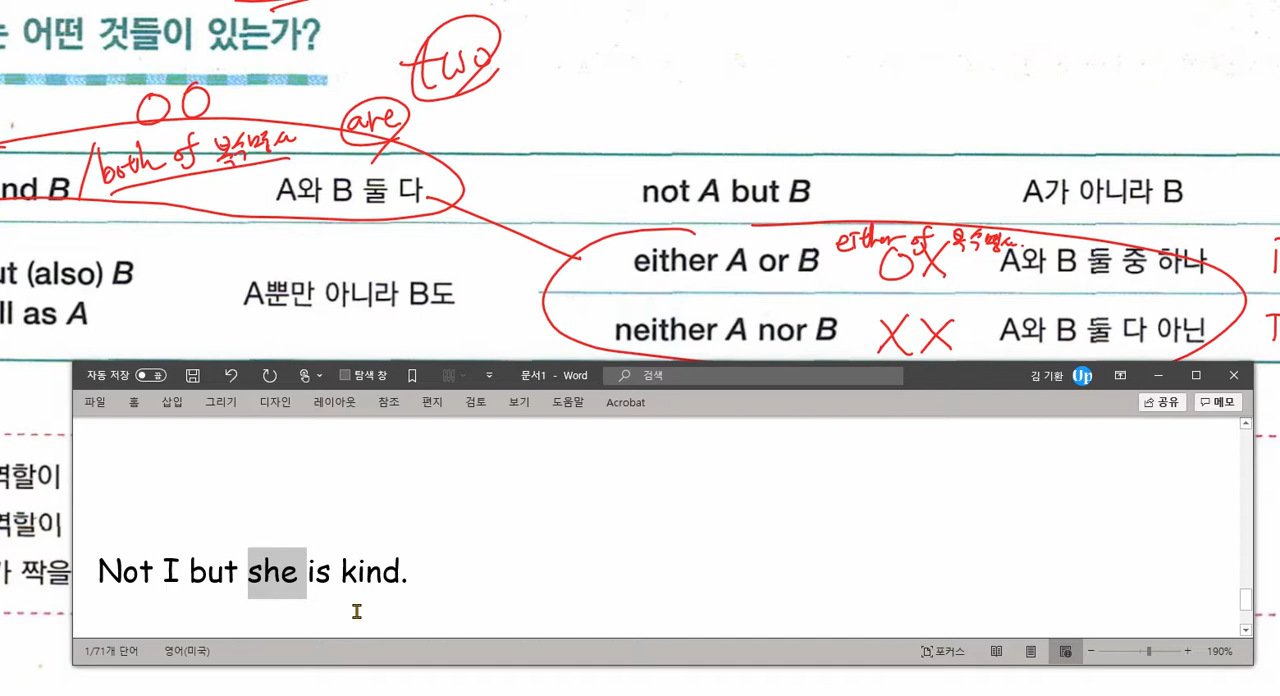 는 어떤 것들이 있는가?
two
are
both of 복수명사
nd B
A와 B 둘 다
not A but B
A가 아니라 B
either of 복수명사.
either A or B
A와 B 둘 중 하나
ut (also) B
ll as A
A뿐만 아니라 B도
neither A nor B
A와 B 둘 다 아닌
자동 저장
탐색 창
문서1 - Word
검색
김 기환
Up
파일 홈 삽입 그리기 디자인 레이아웃 참조 편지 검토 보기 도움말 Acrobat
공유
메모
역할이
역할이
가 짝을
Not I but she is kind.
1/71개 단어
영어(미국)
포커스
190%